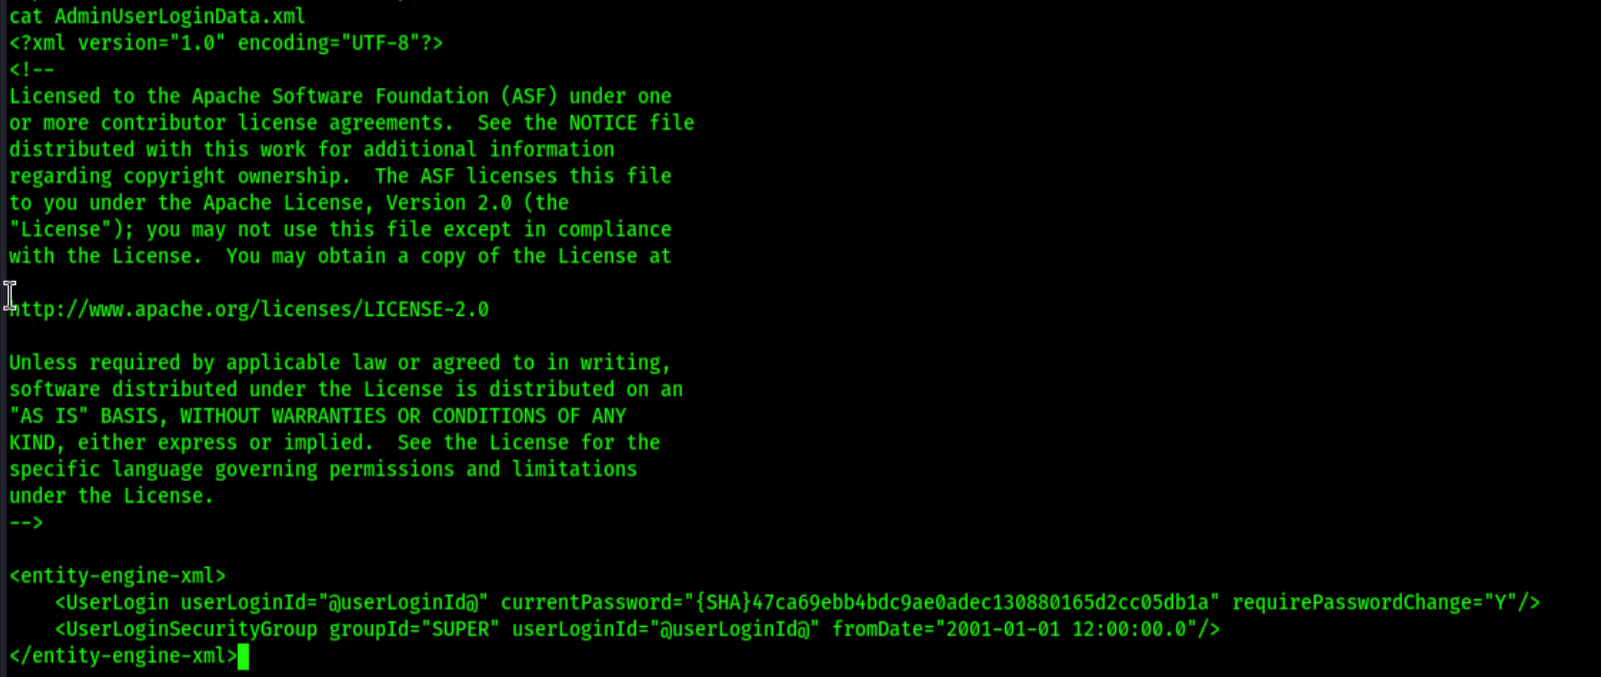 cat AdminUserLoginData.xml
<?xml version="1.0" encoding="UTF-8"?>
<!--
Licensed to the Apache Software Foundation (ASF) under one
or more contributor license agreements.  See the NOTICE file
distributed with this work for additional information
regarding copyright ownership.  The ASF licenses this file
to you under the Apache License, Version 2.0 (the
"License"); you may not use this file except in compliance
with the License.  You may obtain a copy of the License at

http://www.apache.org/licenses/LICENSE-2.0

Unless required by applicable law or agreed to in writing,
software distributed under the License is distributed on an
"AS IS" BASIS, WITHOUT WARRANTIES OR CONDITIONS OF ANY
KIND, either express or implied.  See the License for the
specific language governing permissions and limitations
under the License.
-->

<entity-engine-xml>
    <UserLogin userLoginId="@userLoginId@" currentPassword="{SHA}47ca69ebb4bdc9ae0adec130880165d2cc05db1a" requirePasswordChange="Y"/>
    <UserLoginSecurityGroup groupId="SUPER" userLoginId="@userLoginId@" fromDate="2001-01-01 12:00:00.0"/>
</entity-engine-xml>